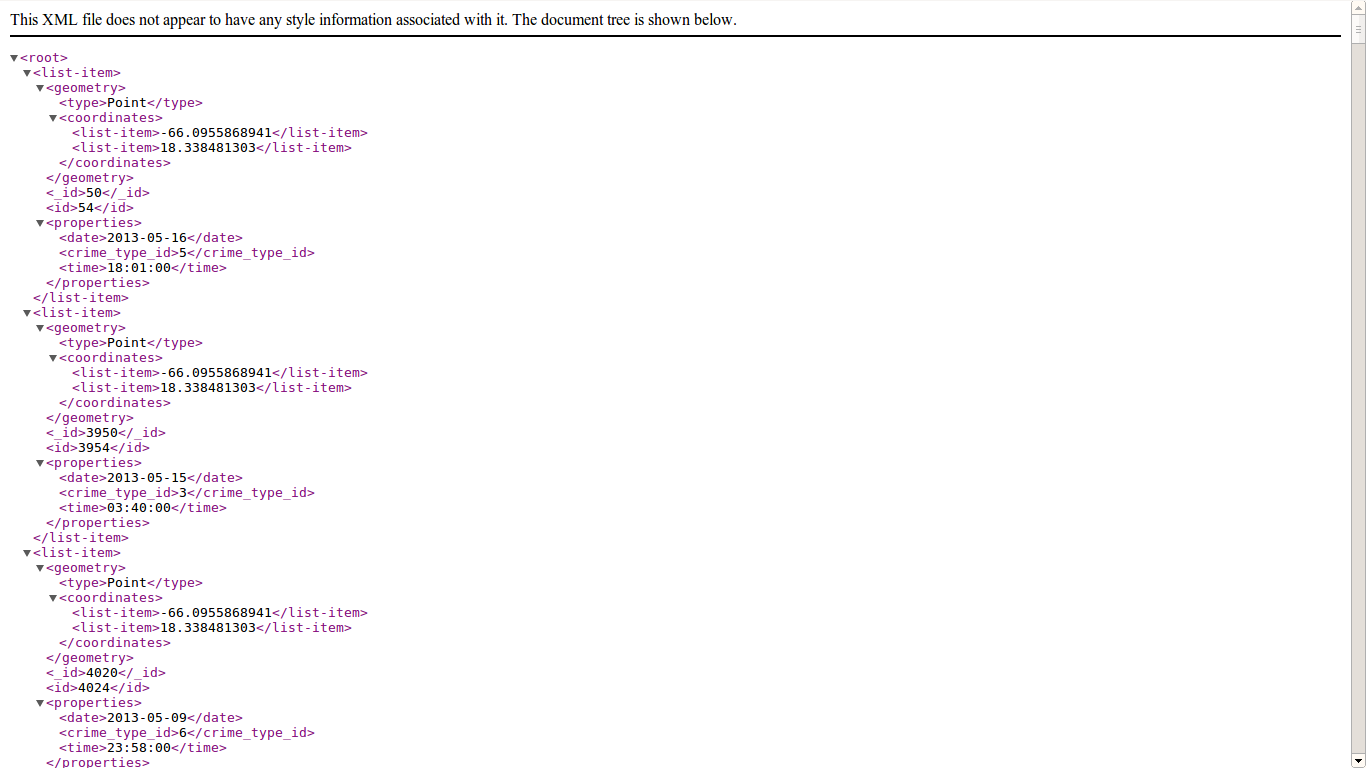 This XML file does not appear to have any style information associated with it. The document tree is shown below.
<root>
<list-item>
<geometry>
<type>Point</type>
<coordinates>
<list-item>-66.0955868941</list-item>
<list-item>18.338481303</list-item>
</coordinates>
</geometry>
<_id>50</_id>
<id>54</id>
<properties>
<date>2013-05-16</date>
<crime_type_id>5</crime_type_id>
<time>18:01:00</time>
</properties>
</list-item>
<list-item>
<geometry>
<type>Point</type>
<coordinates>
<list-item>-66.0955868941</list-item>
<list-item>18.338481303</list-item>
</coordinates>
</geometry>
<_id>3950</_id>
<id>3954</id>
<properties>
<date>2013-05-15</date>
<crime_type_id>3</crime_type_id>
<time>03:40:00</time>
</properties>
</list-item>
<list-item>
<geometry>
<type>Point</type>
<coordinates>
<list-item>-66.0955868941</list-item>
<list-item>18.338481303</list-item>
</coordinates>
</geometry>
<_id>4020</_id>
<id>4024</id>
<properties>
<date>2013-05-09</date>
<crime_type_id>6</crime_type_id>
<time>23:58:00</time>
</properties>